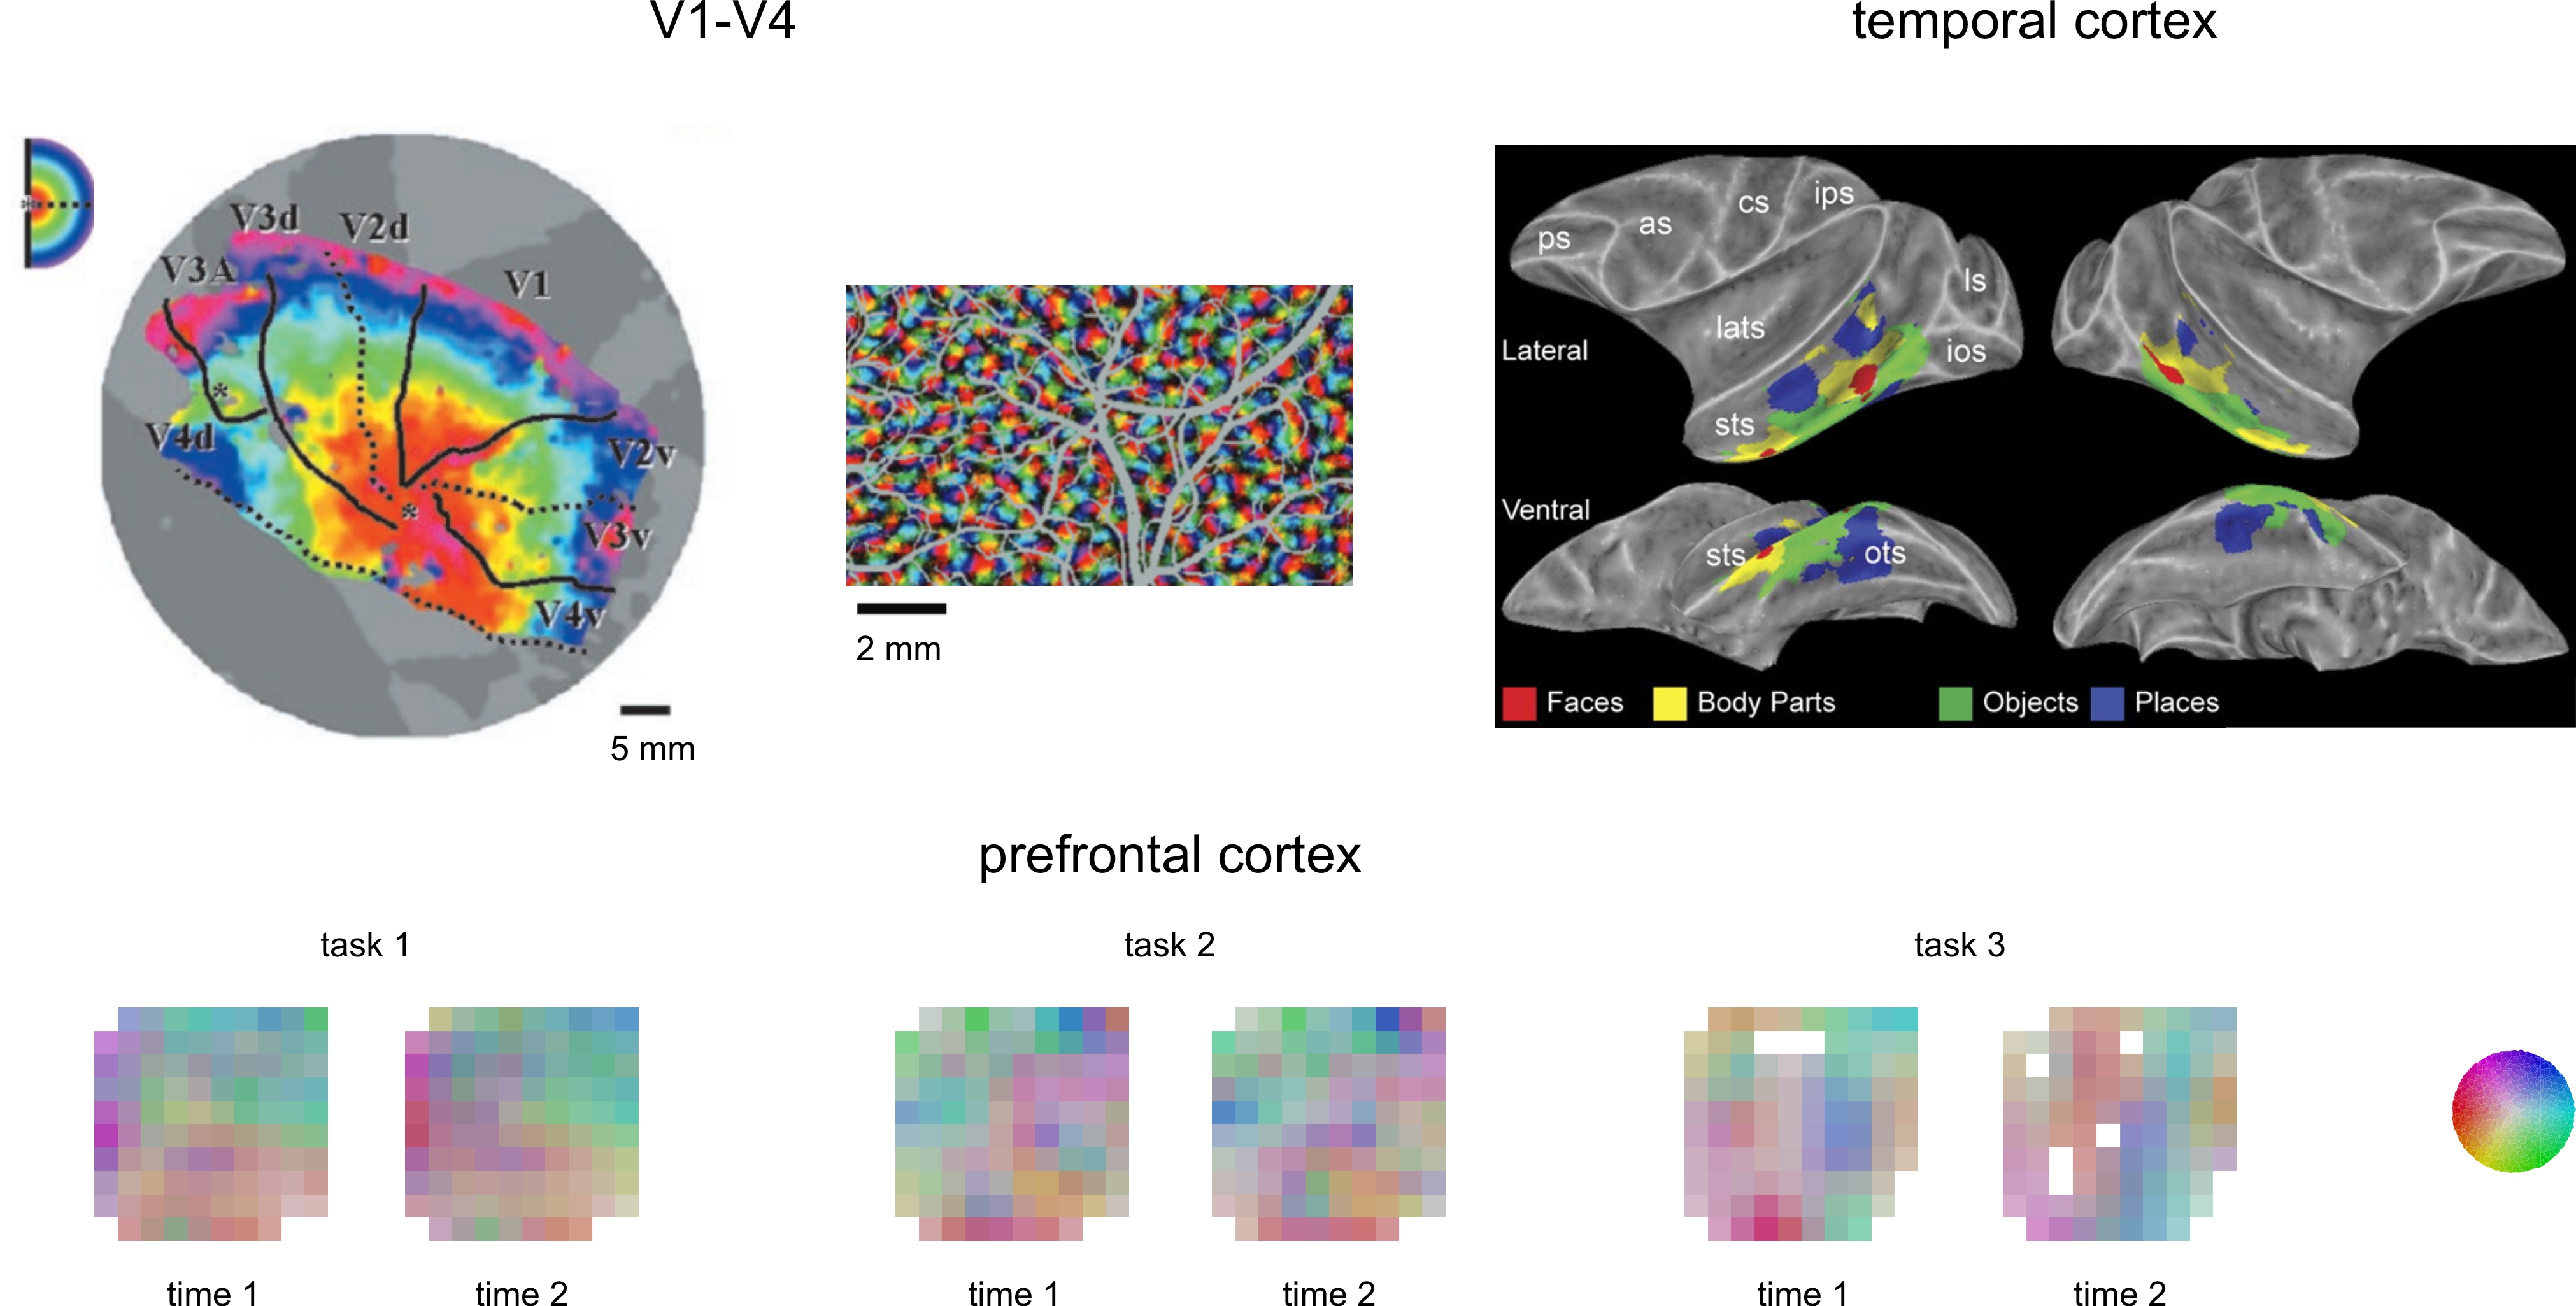 V1-V4
temporal cortex
V3d
V2d
V3A
V1
*
V4d
V2v
*
V3v
V4v
5 mm
2 mm
ps
as
cs
ips
ls
Lateral
lats
ios
sts
Ventral
sts
ots
Faces
Body Parts
Objects
Places
prefrontal cortex
task 1
task 2
task 3
time 1
time 2
time 1
time 2
time 1
time 2